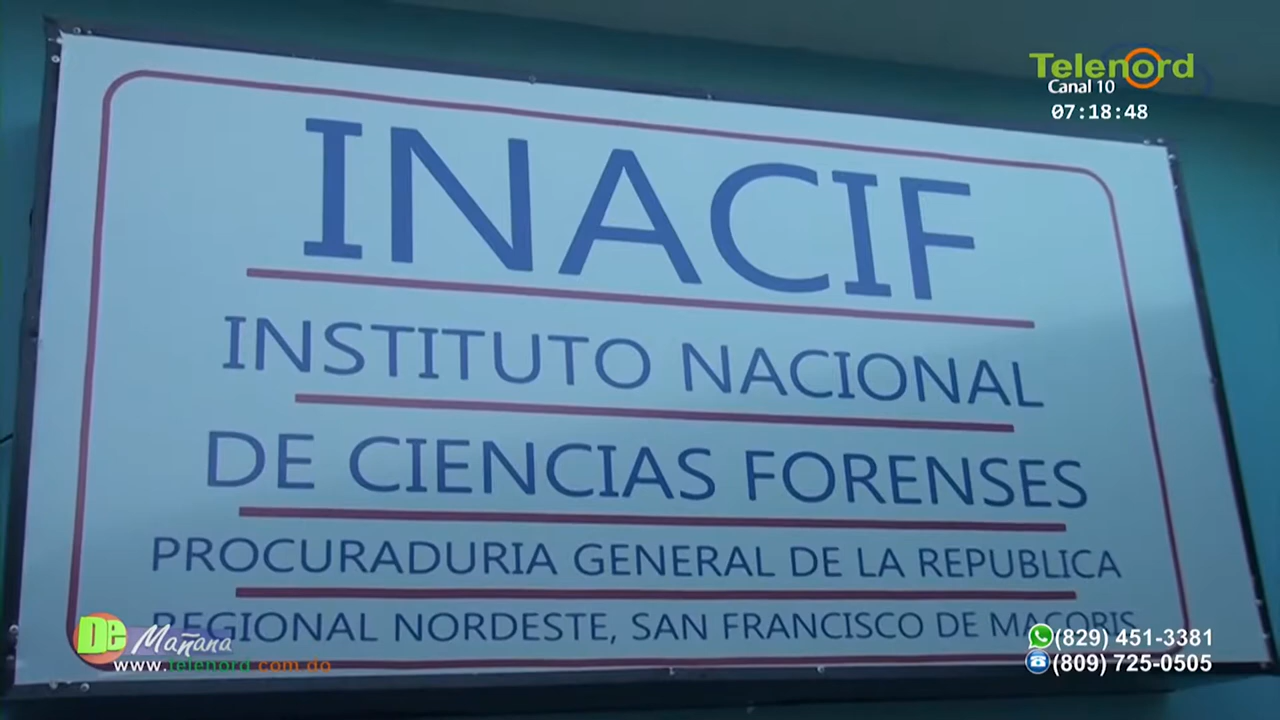 Telenord
Canal 10
07:18:48
INACIF
INSTITUTO NACIONAL
DE CIENCIAS FORENSES
PROCURADURIA GENERAL DE LA REPUBLICA
REGIONAL NORDESTE, SAN FRANCISCO DE MACORIS
De Mañana
www.telenord.com.do
(829) 451-3381
(809) 725-0505